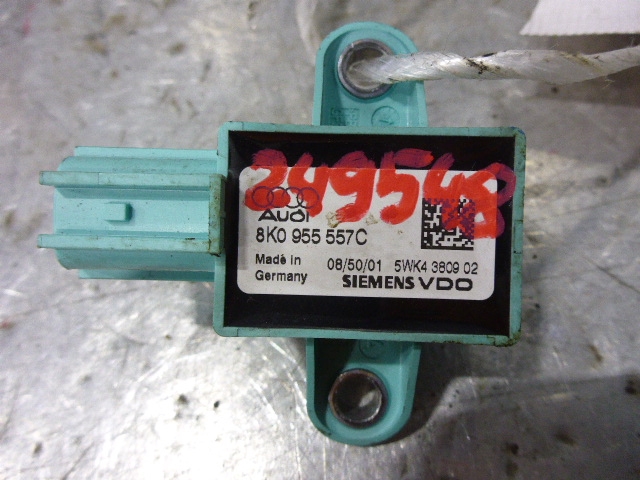 249548
Audi
8K0 955 557C
Made in Germany
08/50/01 5WK4 3809 02
SIEMENS VDO